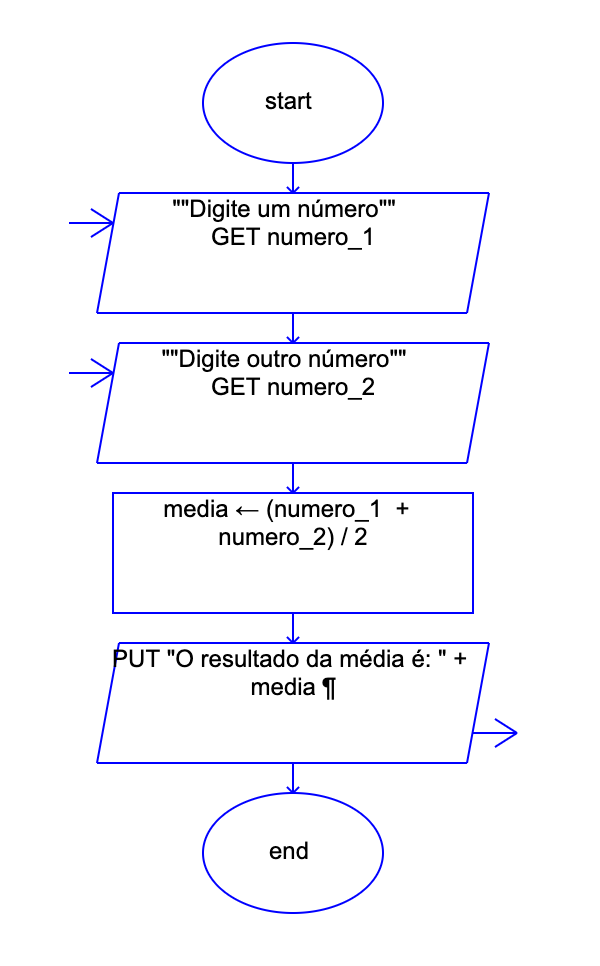 start
""Digite um número""
GET numero_1
""Digite outro número""
GET numero_2
media ← (numero_1  +
numero_2) / 2
PUT "O resultado da média é: " +
media ¶
end